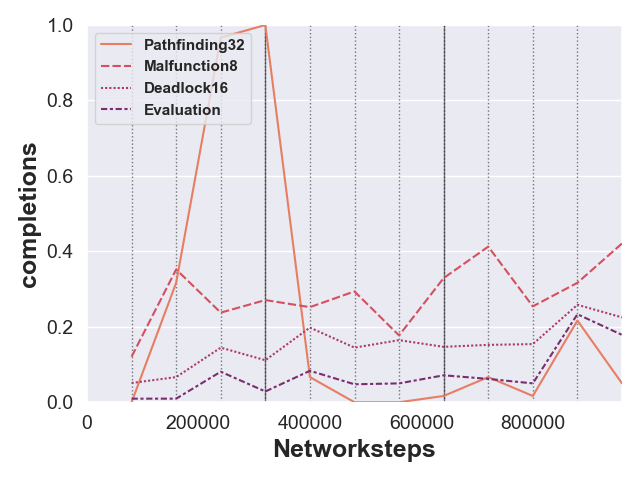 1.0
Pathfinding32
Malfunction8
Deadlock16
Evaluation
0.8
0.6
0.4
0.2
0.0
completions
0 200000 400000 600000 800000
Networksteps